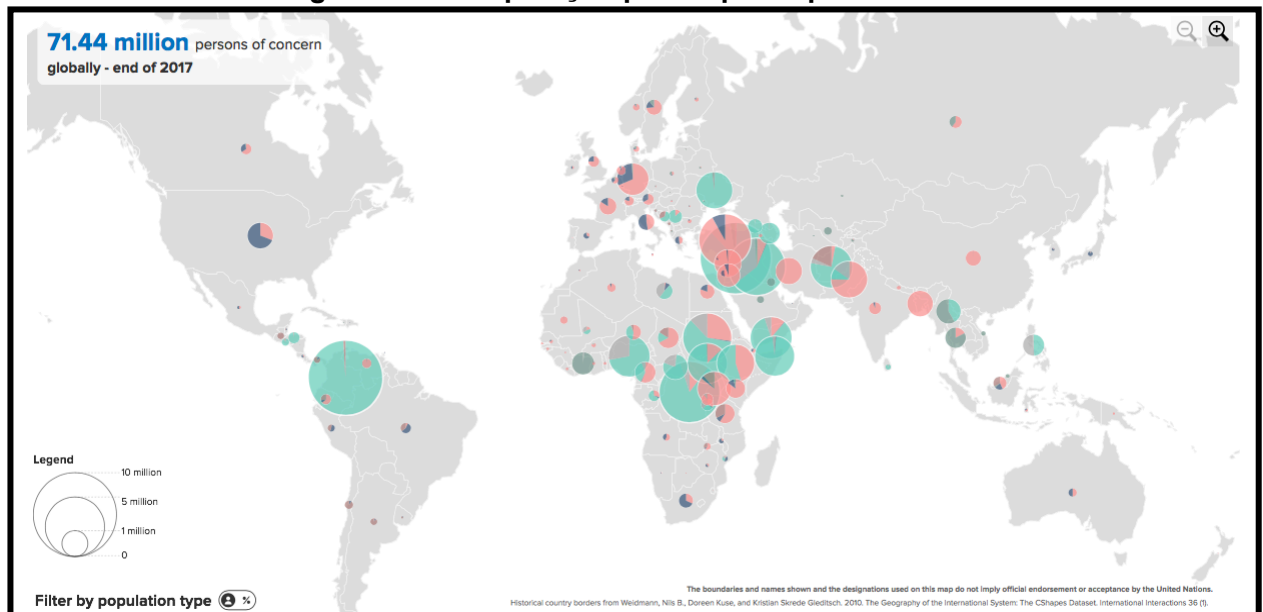 71.44 million persons of concern
globally - end of 2017
Legend
10 million
5 million
1 million
0
Filter by population type %
The boundaries and names shown and the designations used on this map do not imply official endorsement or acceptance by the United Nations.
Historical country borders from Weidmann, Nils B., Doreen Kuse, and Kristian Skrede Gleditsch. 2010. The Geography of the International System: The CShapes Dataset. International Interactions 36 (1).